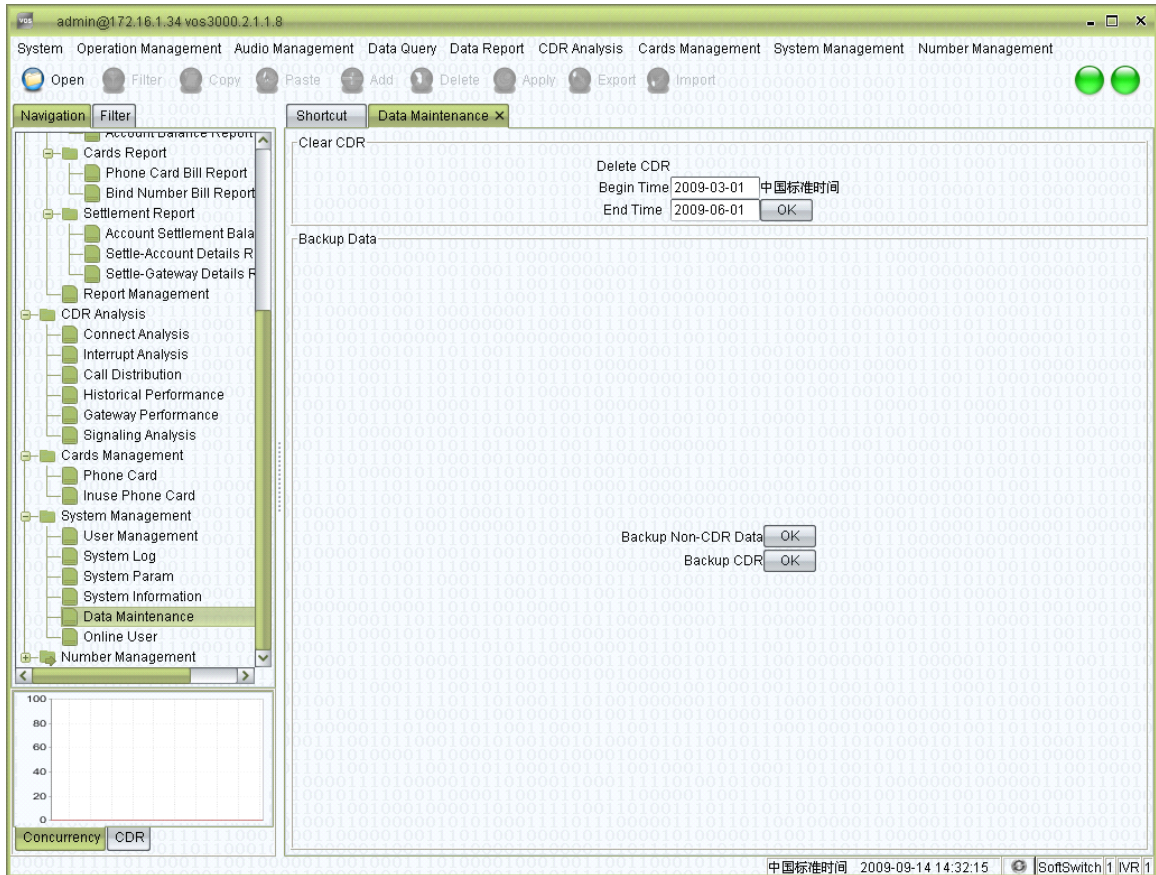 vos admin@172.16.1.34 vos3000.2.1.1.8
System Operation Management Audio Management Data Query Data Report CDR Analysis Cards Management System Management Number Management
Open Filter Copy Paste Add Delete Apply Export Import
Navigation Filter
Account Balance Report
Cards Report
Phone Card Bill Report
Bind Number Bill Report
Settlement Report
Account Settlement Bala
Settle-Account Details R
Settle-Gateway Details R
Report Management
CDR Analysis
Connect Analysis
Interrupt Analysis
Call Distribution
Historical Performance
Gateway Performance
Signaling Analysis
Cards Management
Phone Card
Inuse Phone Card
System Management
User Management
System Log
System Param
System Information
Data Maintenance
Online User
Number Management
100
80
60
40
20
0
Concurrency CDR
Shortcut Data Maintenance
Clear CDR
Delete CDR
Begin Time 2009-03-01 中国标准时间
End Time 2009-06-01 OK
Backup Data
Backup Non-CDR Data OK
Backup CDR OK
中国标准时间 2009-09-14 14:32:15 SoftSwitch 1 IVR 1